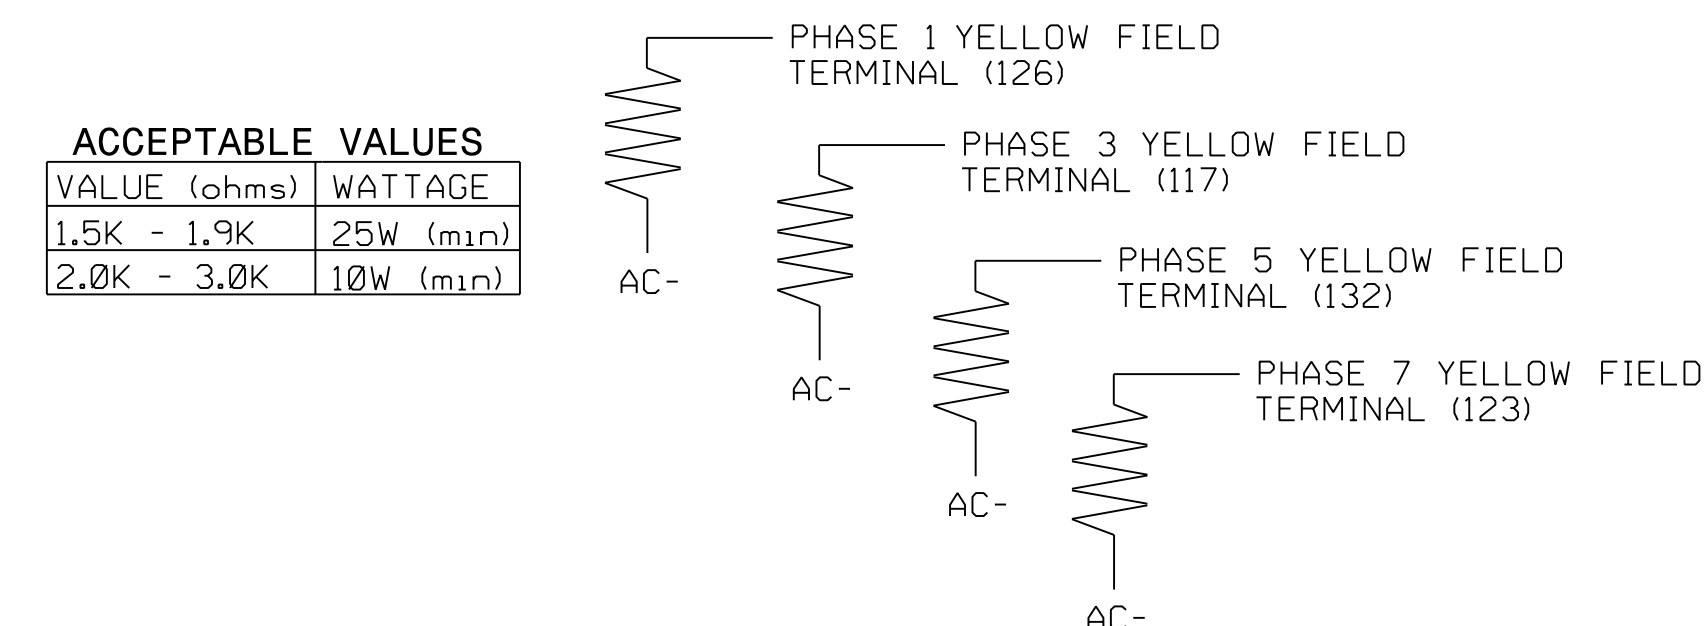 ACCEPTABLE VALUES
VALUE (ohms) WATTAGE
1.5K - 1.9K 25W (min)
2.0K - 3.0K 10W (min)
PHASE 1 YELLOW FIELD
TERMINAL (126)
AC-
PHASE 3 YELLOW FIELD
TERMINAL (117)
AC-
PHASE 5 YELLOW FIELD
TERMINAL (132)
AC-
PHASE 7 YELLOW FIELD
TERMINAL (123)
AC-